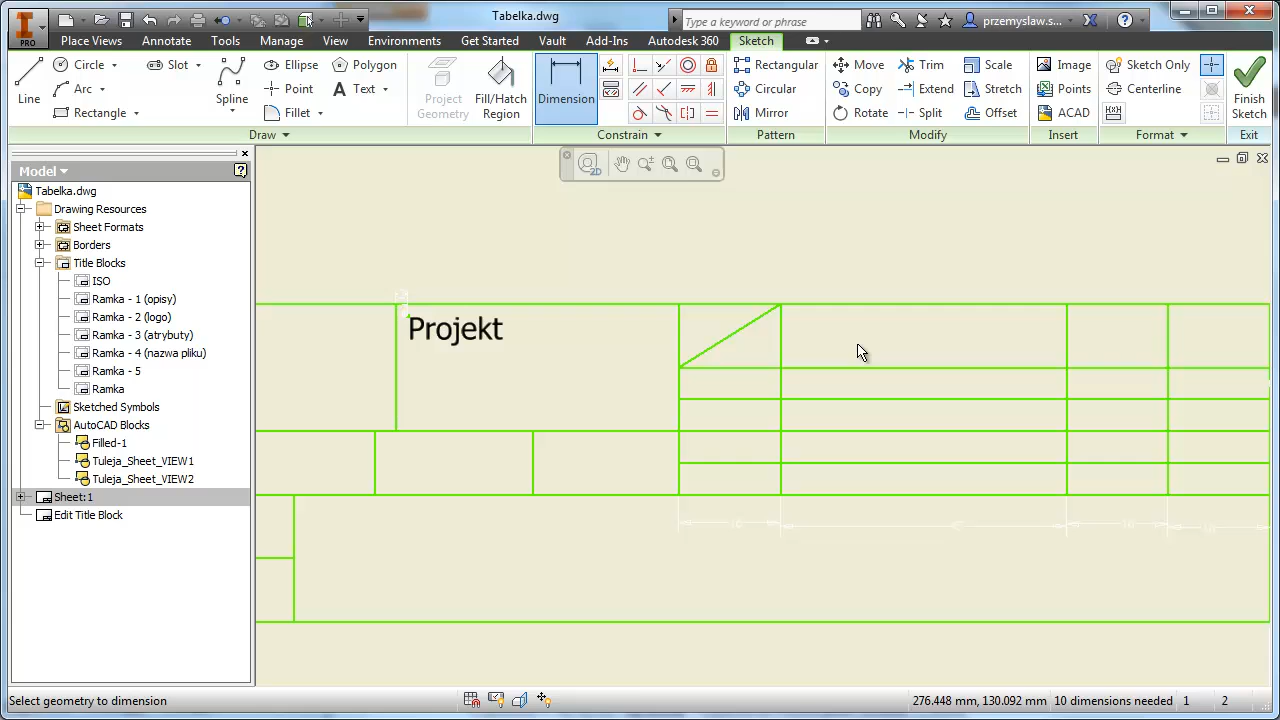 PRO
Tabelka.dwg
Type a keyword or phrase
przemyslaw.s...
Place Views
Annotate
Tools
Manage
View
Environments
Get Started
Vault
Add-Ins
Autodesk 360
Sketch
Line
Circle
Arc
Rectangle
Slot
Spline
Ellipse
Point
Fillet
Polygon
Text
Project Geometry
Fill/Hatch Region
Dimension
Rectangular
Circular
Mirror
Move
Copy
Rotate
Trim
Extend
Split
Scale
Stretch
Offset
Image
Points
ACAD
Sketch Only
Centerline
Finish Sketch
Draw
Constrain
Pattern
Modify
Insert
Format
Exit
2D
Model
Tabelka.dwg
Drawing Resources
Sheet Formats
Borders
Title Blocks
ISO
Ramka - 1 (opisy)
Ramka - 2 (logo)
Ramka - 3 (atrybuty)
Ramka - 4 (nazwa pliku)
Ramka - 5
Ramka
Sketched Symbols
AutoCAD Blocks
Filled-1
Tuleja_Sheet_VIEW1
Tuleja_Sheet_VIEW2
Sheet:1
Edit Title Block
Projekt
Select geometry to dimension
276.448 mm, 130.092 mm
10 dimensions needed
1
2